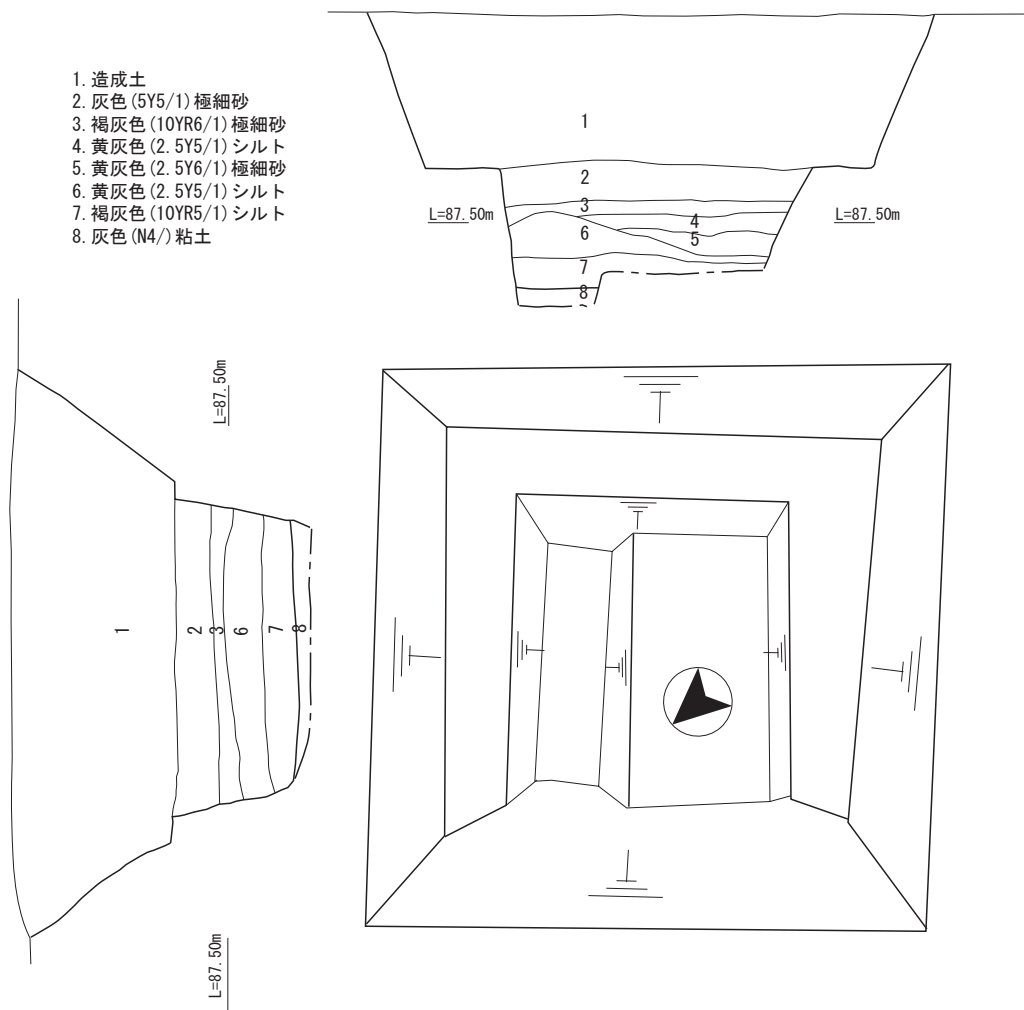 1. 造成土
2. 灰色(5Y5/1)極細砂
3. 褐灰色(10YR6/1)極細砂
4. 黄灰色(2.5Y5/1)シルト
5. 黄灰色(2.5Y6/1)極細砂
6. 黄灰色(2.5Y5/1)シルト
7. 褐灰色(10YR5/1)シルト
8. 灰色(N4/)粘土
1
2
3
4
5
6
7
8
L=87.50m
L=87.50m
L=87.50m
1
2
3
6
7
8
L=87.50m